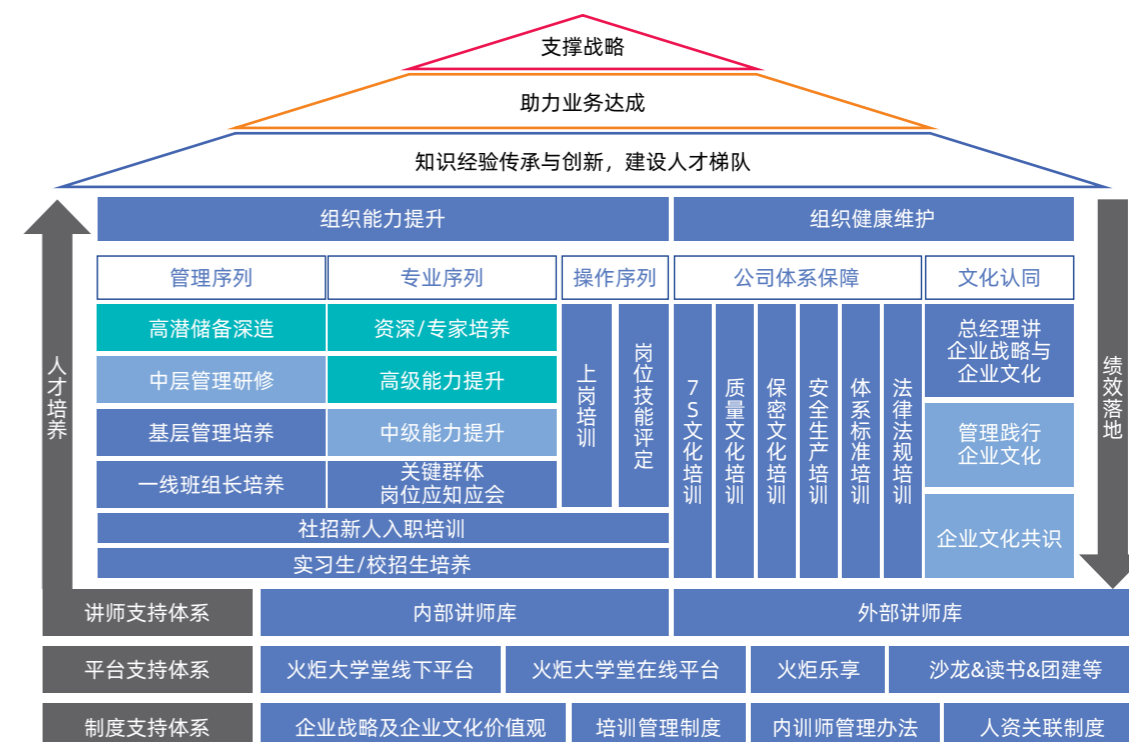 支撑战略
助力业务达成
知识经验传承与创新，建设人才梯队
组织能力提升
组织健康维护
管理序列
专业序列
操作序列
公司体系保障
文化认同
人才培养
高潜储备深造
中层管理研修
基层管理培养
一线班组长培养
资深/专家培养
高级能力提升
中级能力提升
关键群体
岗位应知应会
上岗培训
岗位技能评定
社招新人入职培训
实习生/校招生培养
7S文化培训
质量文化培训
保密文化培训
安全生产培训
体系标准培训
法律法规培训
总经理讲
企业战略与
企业文化
管理践行
企业文化
企业文化共识
绩效落地
讲师支持体系
内部讲师库
外部讲师库
平台支持体系
火炬大学堂线下平台
火炬大学堂在线平台
火炬乐享
沙龙&读书&团建等
制度支持体系
企业战略及企业文化价值观
培训管理制度
内训师管理办法
人资关联制度